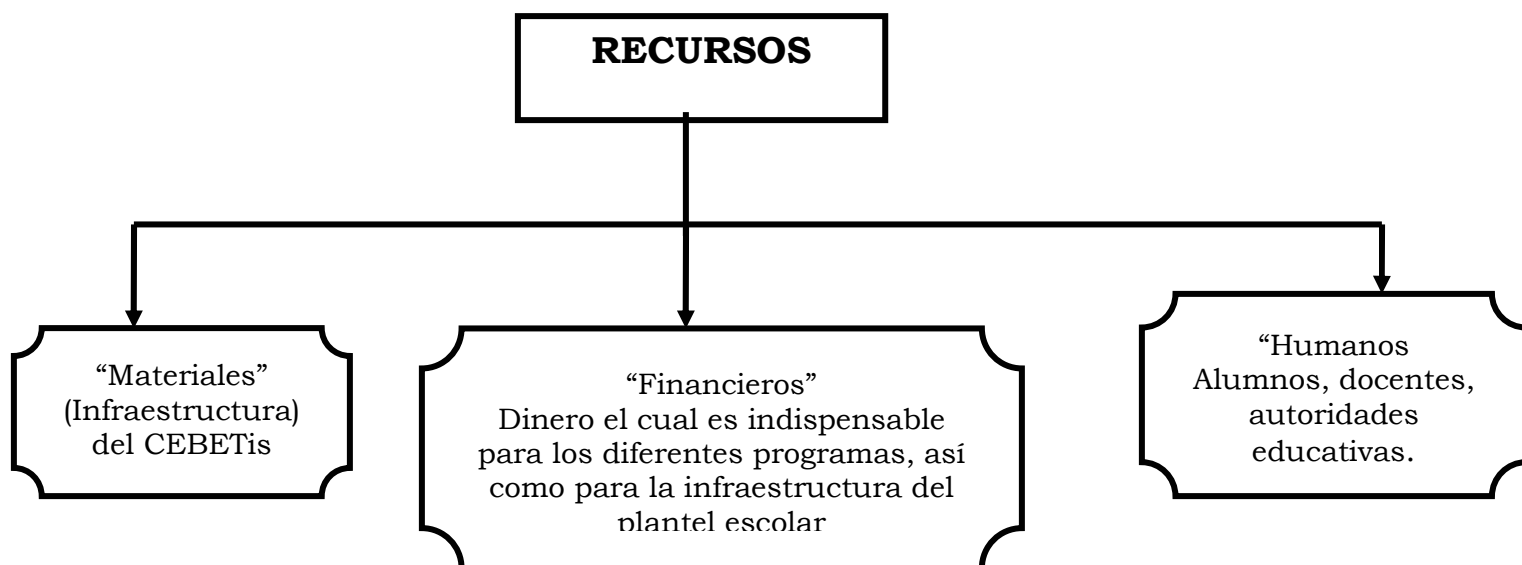 RECURSOS
“Materiales”
(Infraestructura)
del CEBETis
“Financieros”
Dinero el cual es indispensable
para los diferentes programas, así
como para la infraestructura del
plantel escolar
“Humanos
Alumnos, docentes,
autoridades
educativas.